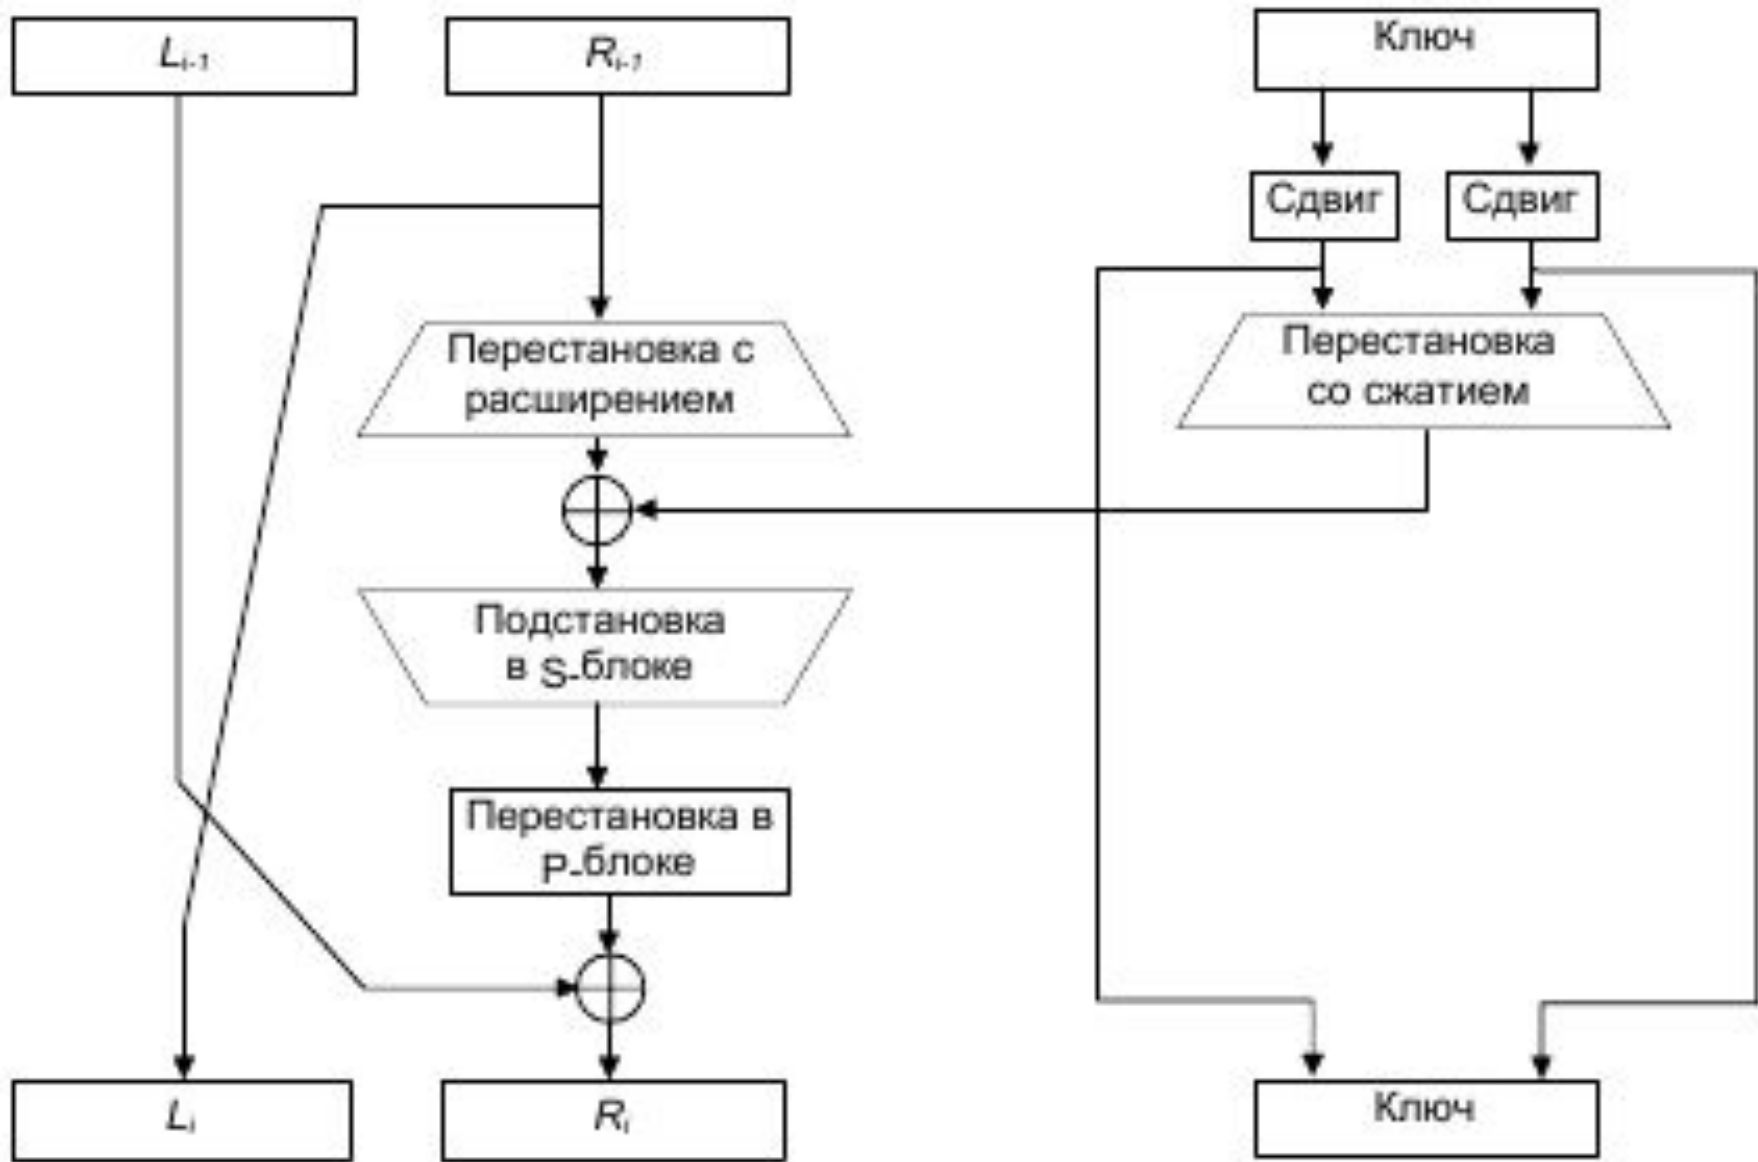 Lᵢ₋₁
Rᵢ₋₁
Ключ
Сдвиг
Сдвиг
Перестановка с
расширением
Перестановка
со сжатием
Подстановка
в S-блоке
Перестановка в
P-блоке
Lᵢ
Rᵢ
Ключ